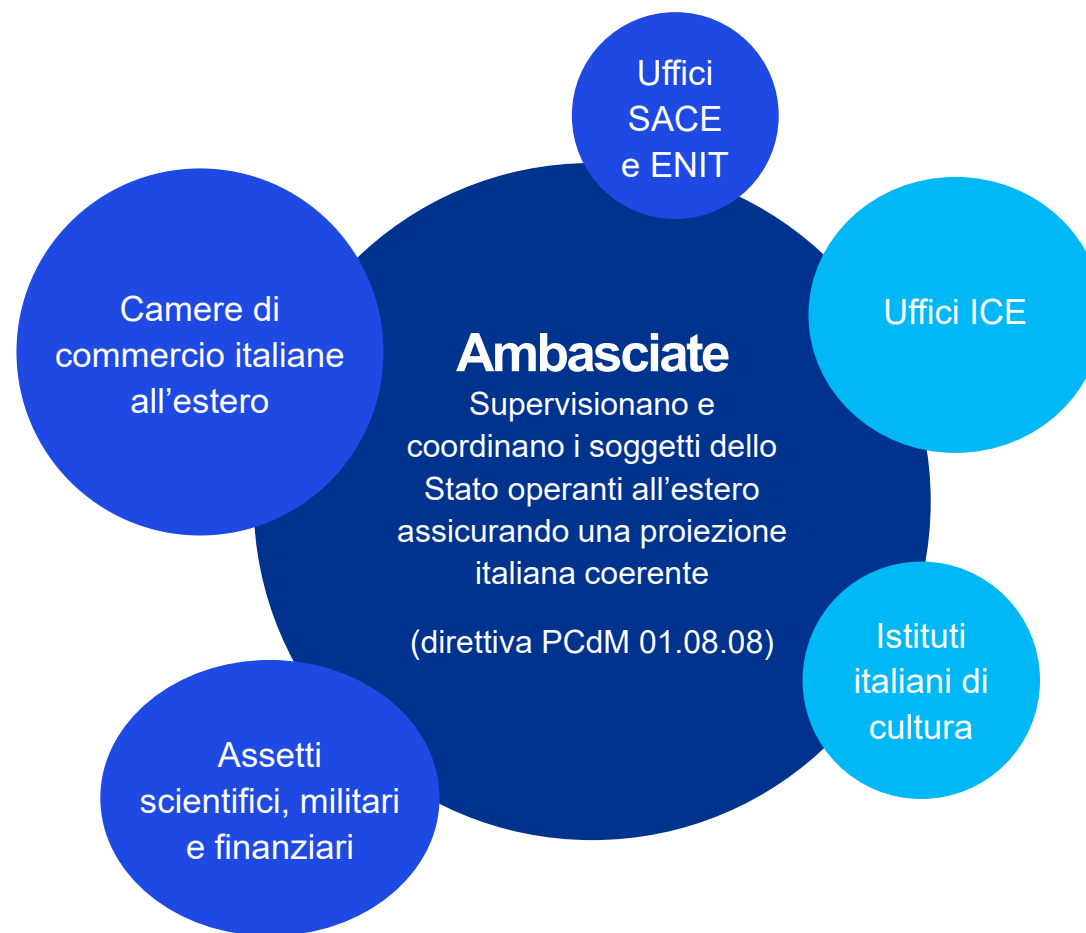 Uffici
SACE
e ENIT
Camere di
commercio italiane
all’estero
Uffici ICE
Ambasciate
Supervisionano e
coordinano i soggetti dello
Stato operanti all’estero
assicurando una proiezione
italiana coerente
(direttiva PCdM 01.08.08)
Istituti
italiani di
cultura
Assetti
scientifici, militari
e finanziari